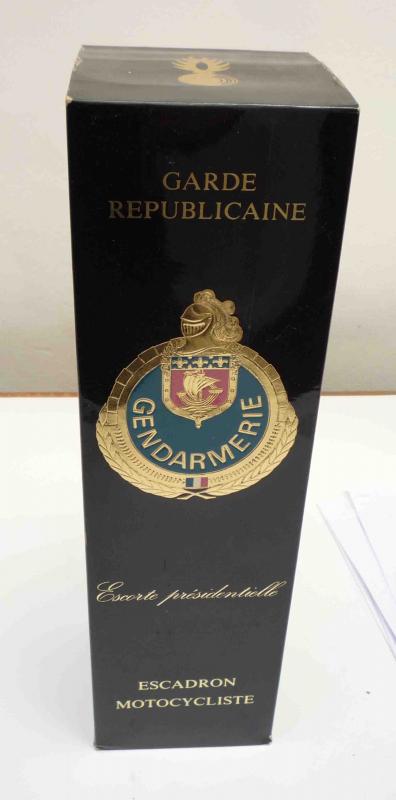 GARDE
REPUBLICAINE
GENDARMERIE
Escorte présidentielle
ESCADRON
MOTOCYCLISTE